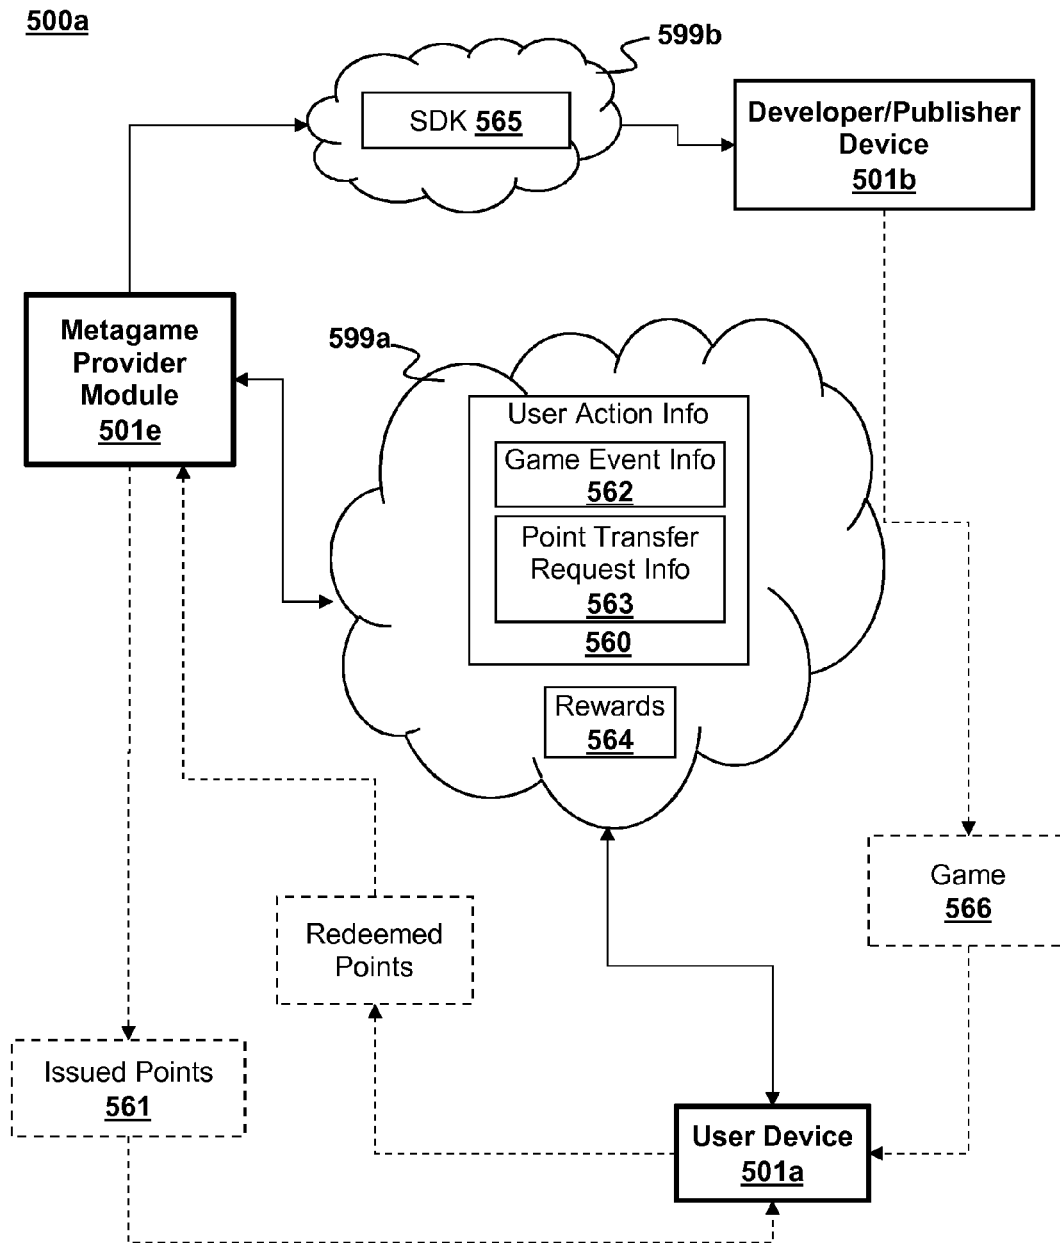 500a
599b
SDK 565
Developer/Publisher
Device
501b
Metagame
Provider
Module
501e
599a
User Action Info
Game Event Info
562
Point Transfer
Request Info
563
560
Rewards
564
Game
566
Redeemed
Points
Issued Points
561
User Device
501a